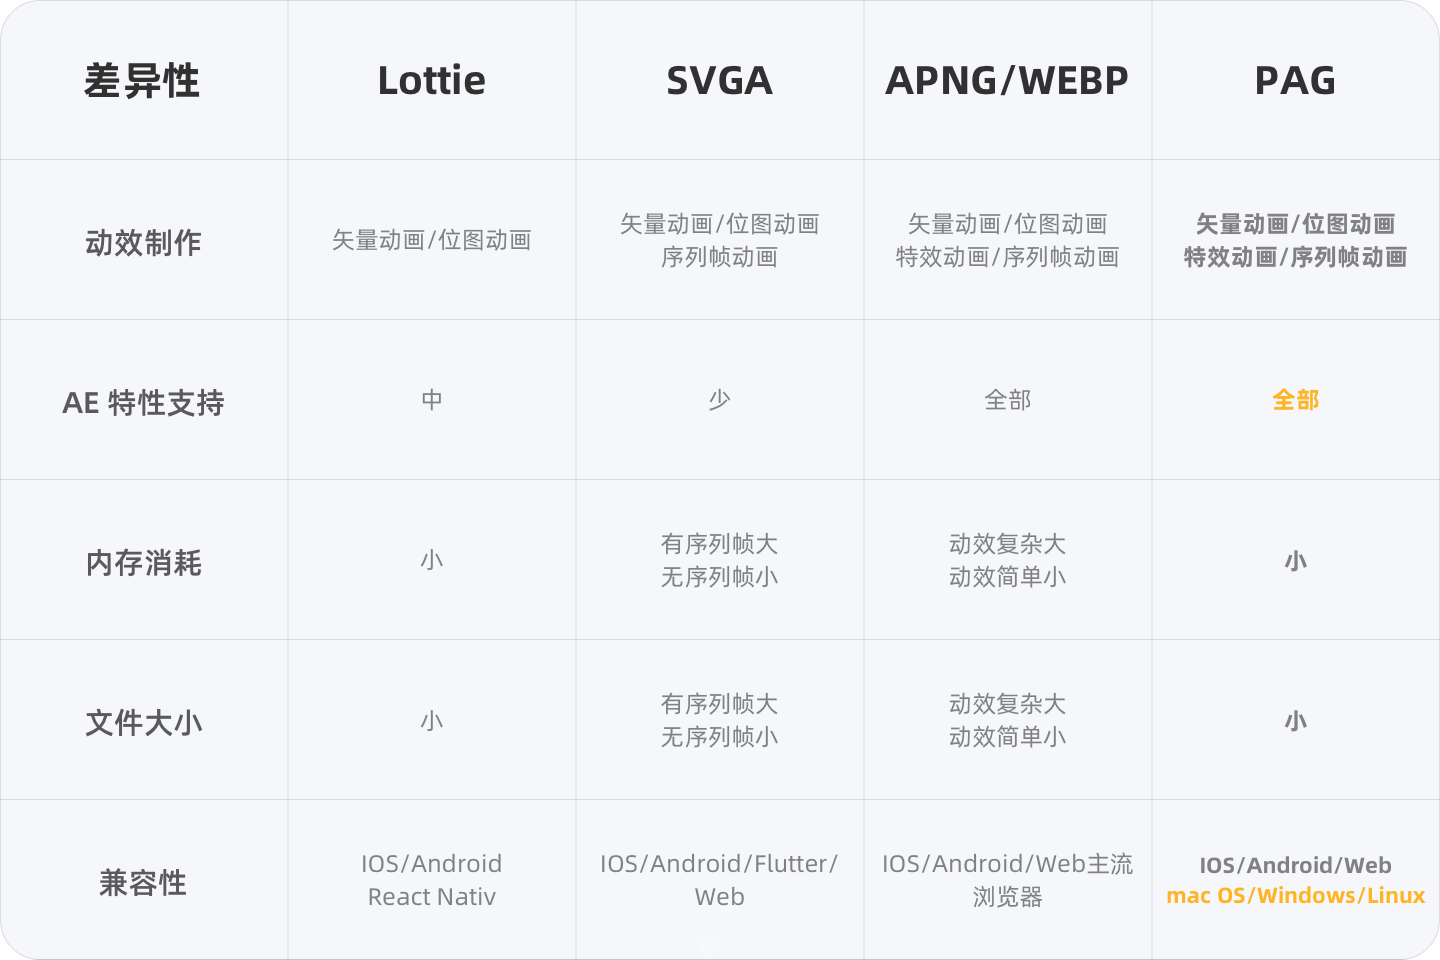 差异性
Lottie
SVGA
APNG/WEBP
PAG
动效制作
矢量动画/位图动画
矢量动画/位图动画
序列帧动画
矢量动画/位图动画
特效动画/序列帧动画
矢量动画/位图动画
特效动画/序列帧动画
AE 特性支持
中
少
全部
全部
内存消耗
小
有序列帧大
无序列帧小
动效复杂大
动效简单小
小
文件大小
小
有序列帧大
无序列帧小
动效复杂大
动效简单小
小
兼容性
IOS/Android
React Nativ
IOS/Android/Flutter/
Web
IOS/Android/Web主流
浏览器
IOS/Android/Web
mac OS/Windows/Linux